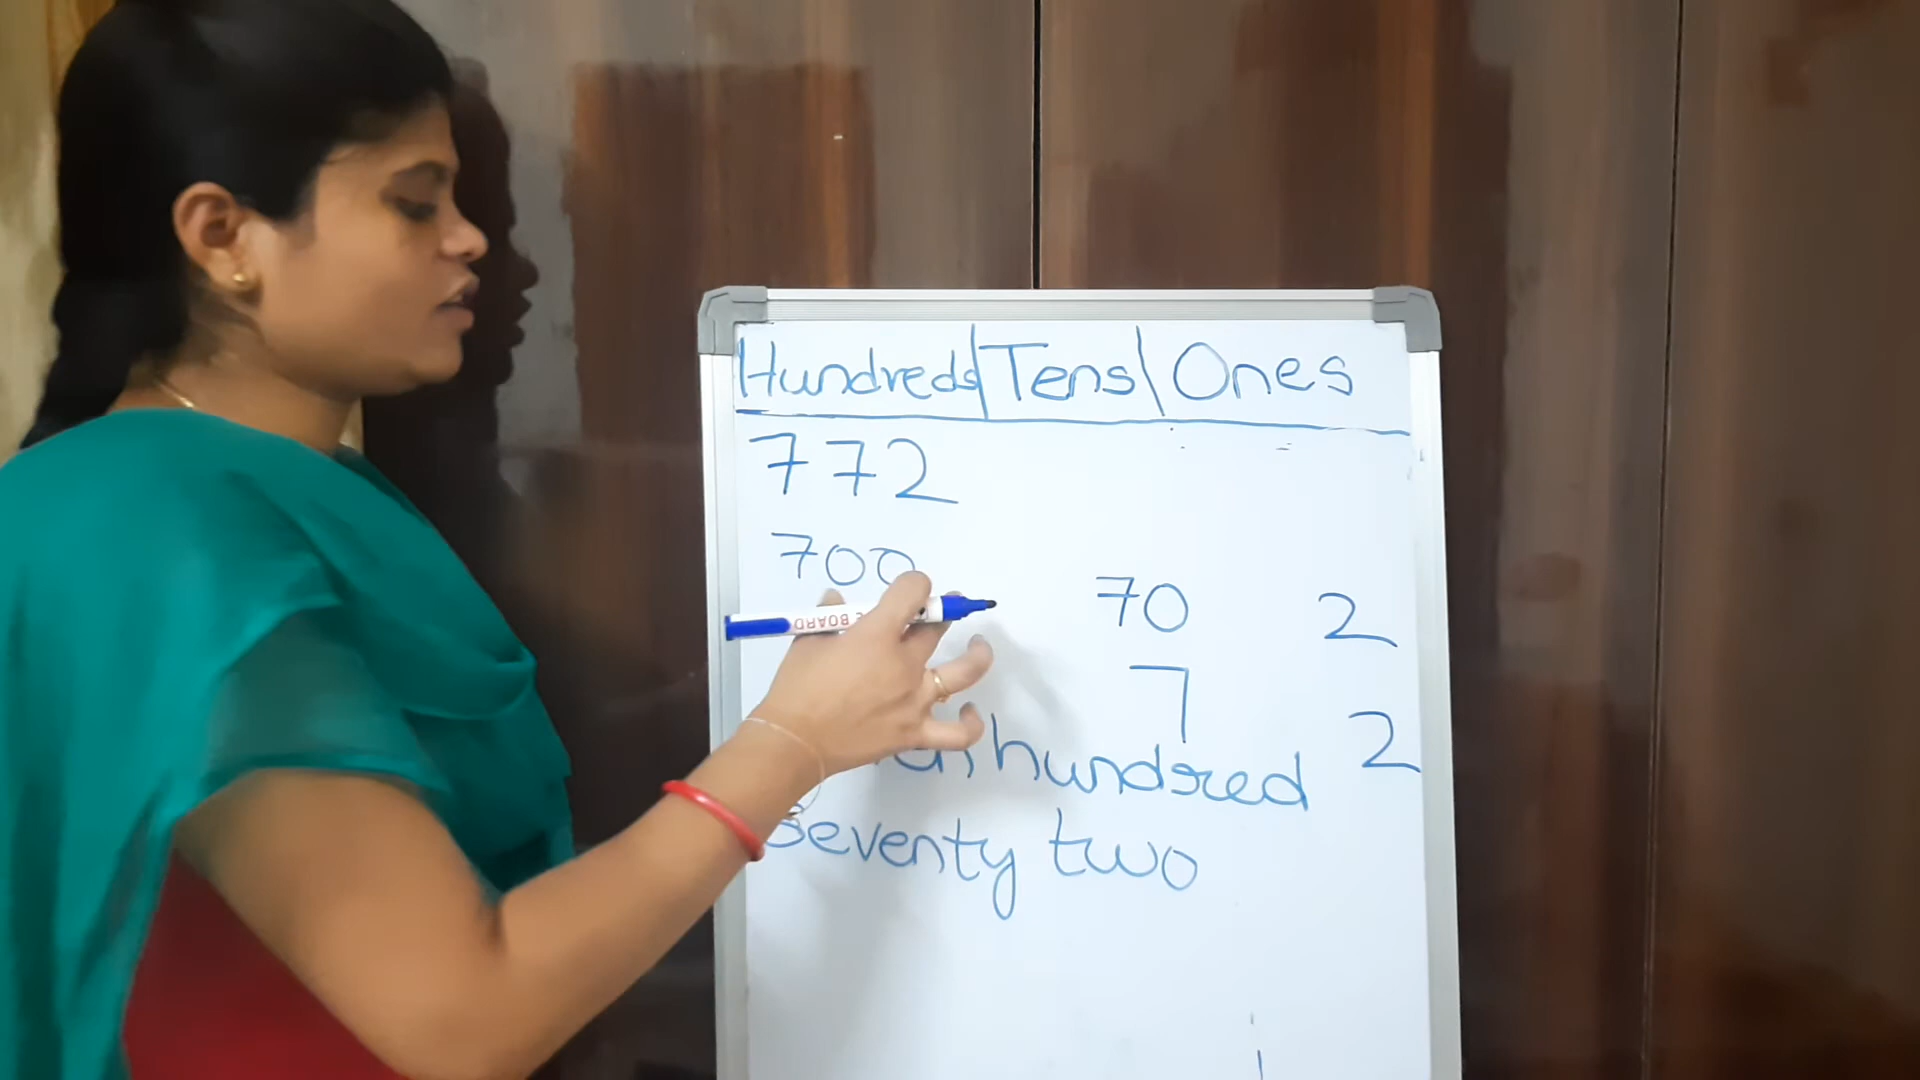 Hundreds Tens Ones
772
700 70 2
7 2
hundred
Seventy two
BOARD